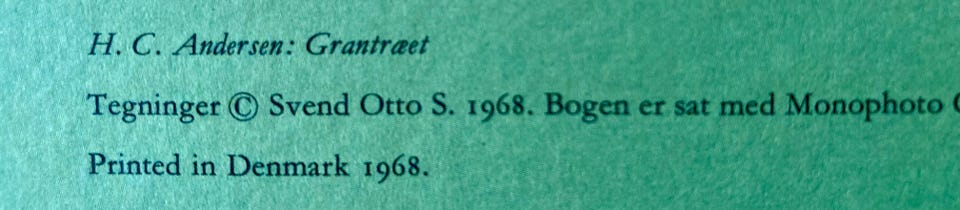 H. C. Andersen: Grantræet
Tegninger © Svend Otto S. 1968. Bogen er sat med Monophoto
Printed in Denmark 1968.